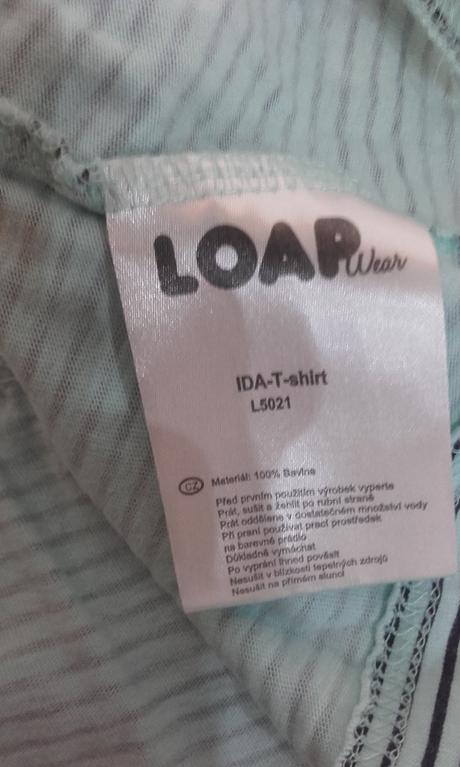 LOAP Wear
IDA-T-shirt
L5021
CZ Materiál: 100% Bavlna
Před prvním použitím výrobek vyperte
Prát, sušit a žehlit po rubní straně
Prát odděleně v dostatečném množství vody
Při praní používat prací prostředek
na barevné prádlo
Důkladně vymáchat
Po vyprání ihned pověsit
Nesušit v blízkosti tepelných zdrojů
Nesušit na přímém slunci